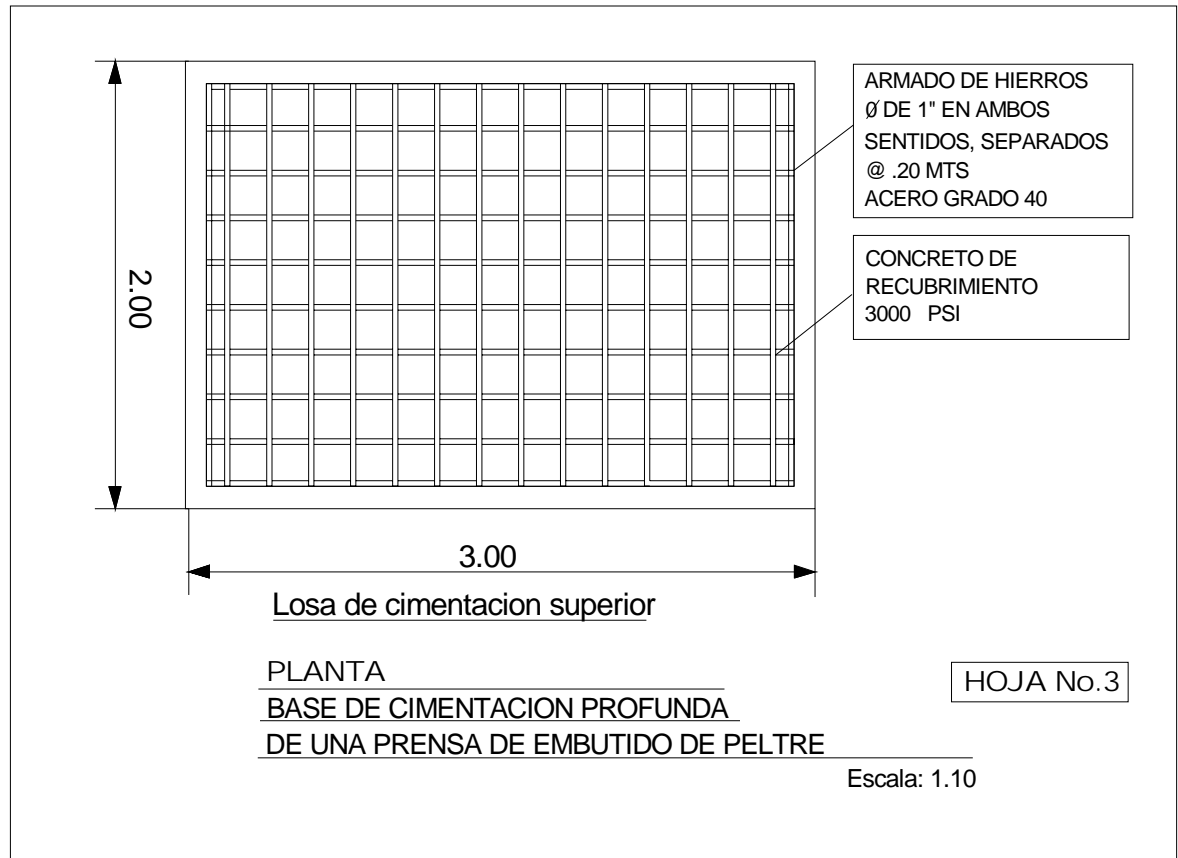 ARMADO DE HIERROS
Ø DE 1" EN AMBOS
SENTIDOS, SEPARADOS
@ .20 MTS
ACERO GRADO 40
CONCRETO DE
RECUBRIMIENTO
3000 PSI
2.00
3.00
Losa de cimentacion superior
PLANTA
BASE DE CIMENTACION PROFUNDA
DE UNA PRENSA DE EMBUTIDO DE PELTRE
HOJA No.3
Escala: 1.10